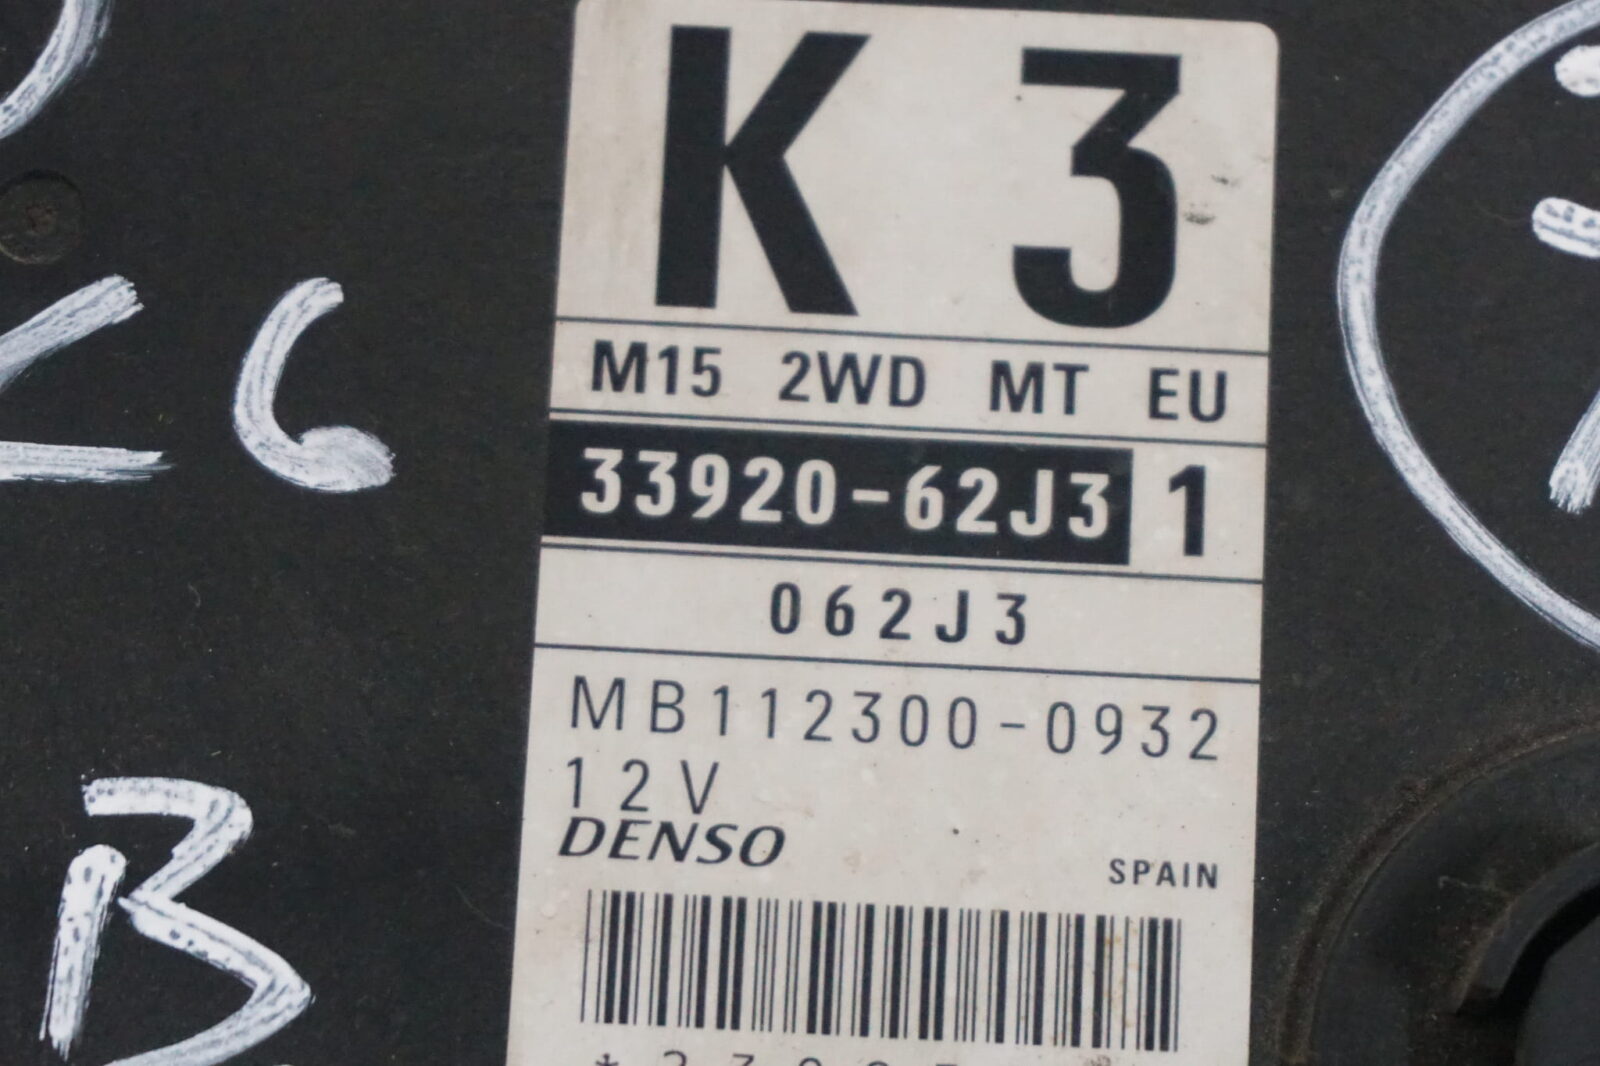 K 3
M15 2WD MT EU
33920-62J3 1
062J3
MB112300-0932
12V
DENSO
SPAIN
B